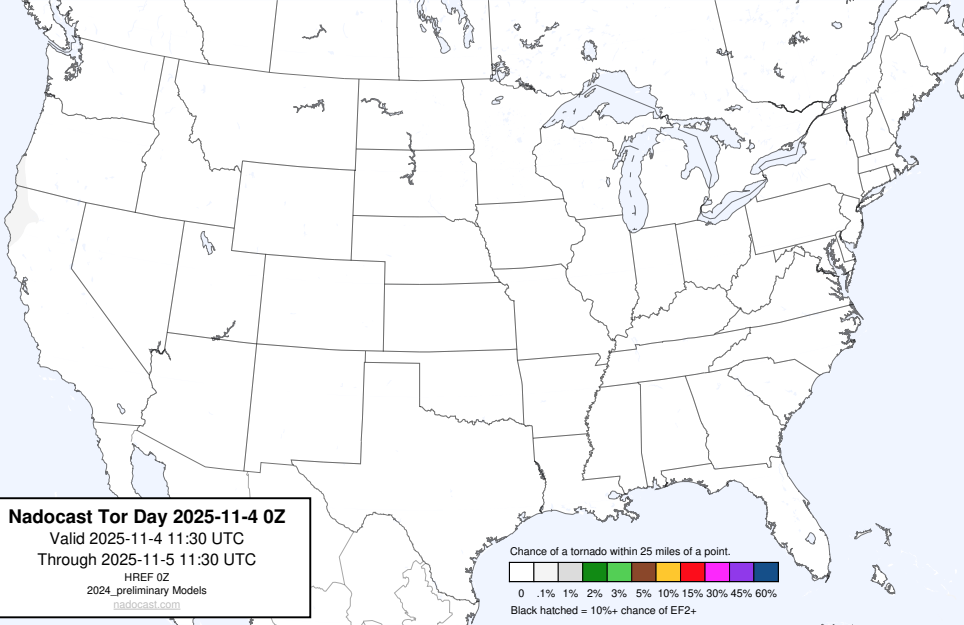 Nadocast Tor Day 2025-11-4 0Z
Valid 2025-11-4 11:30 UTC
Through 2025-11-5 11:30 UTC
HREF 0Z
2024_preliminary Models
nadocast.com
Chance of a tornado within 25 miles of a point.
0 .1% 1% 2% 3% 5% 10% 15% 30% 45% 60%
Black hatched = 10%+ chance of EF2+